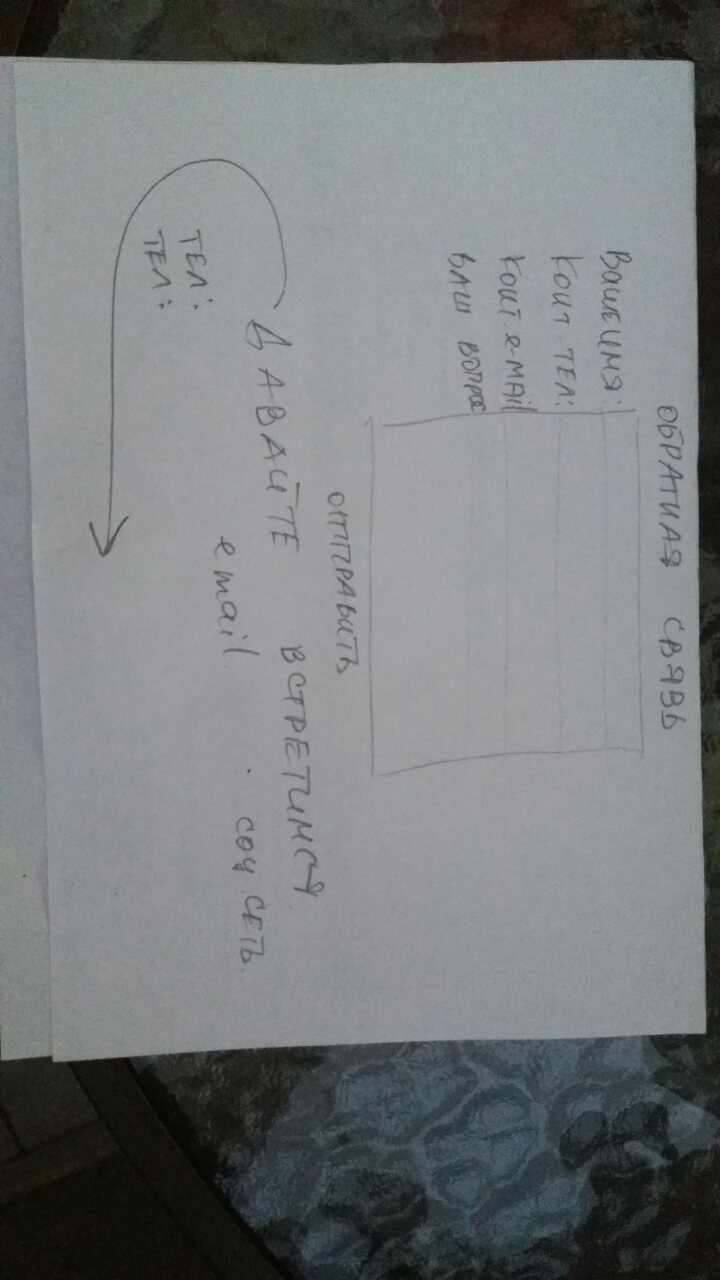 ОБРАТНАЯ СВЯЗЬ
ВАШЕ ИМЯ:
КОНТ ТЕЛ:
КОНТ. e-MAil
ВАШ ВОПРОС
ОТПРАВИТЬ
ДАВАЙТЕ ВСТРЕТИМСЯ
email. соц СЕТЬ.
ТЕЛ:
ТЕЛ: